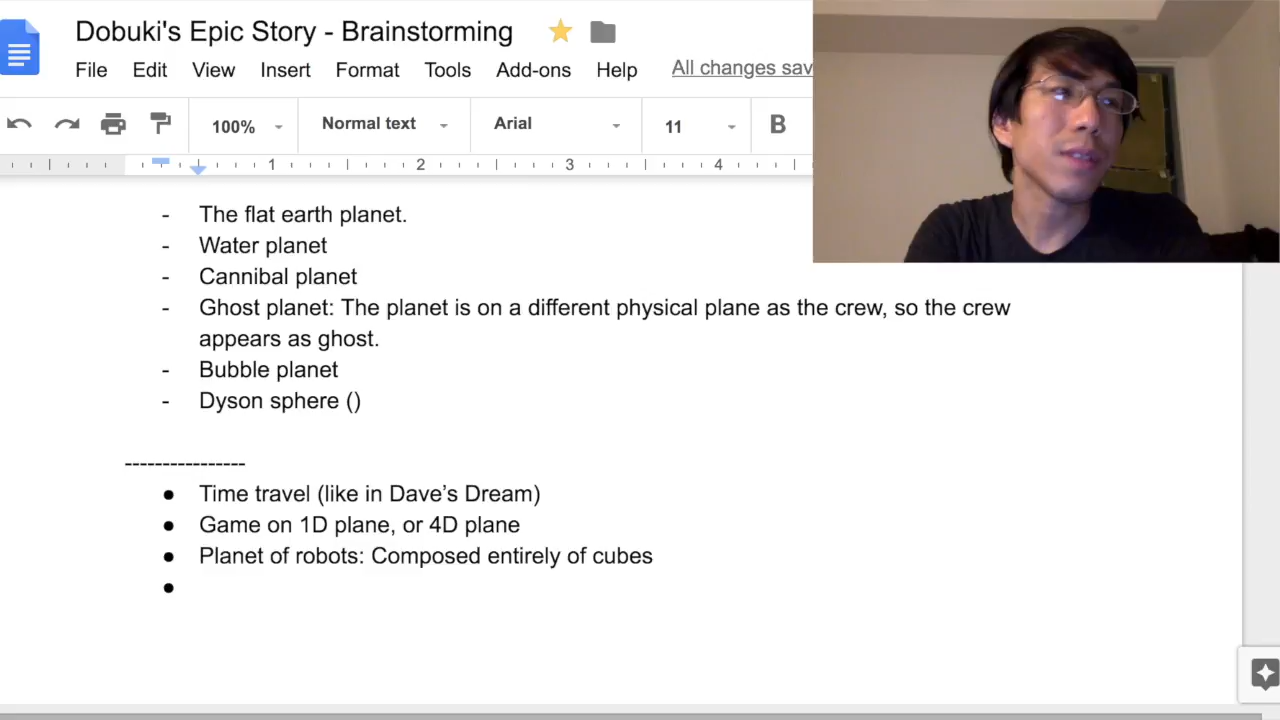 Dobuki's Epic Story - Brainstorming
File Edit View Insert Format Tools Add-ons Help All changes sav
100% Normal text Arial 11 B
1 2 3 4
- The flat earth planet.
- Water planet
- Cannibal planet
- Ghost planet: The planet is on a different physical plane as the crew, so the crew
appears as ghost.
- Bubble planet
- Dyson sphere ()
----------------
● Time travel (like in Dave’s Dream)
● Game on 1D plane, or 4D plane
● Planet of robots: Composed entirely of cubes
●